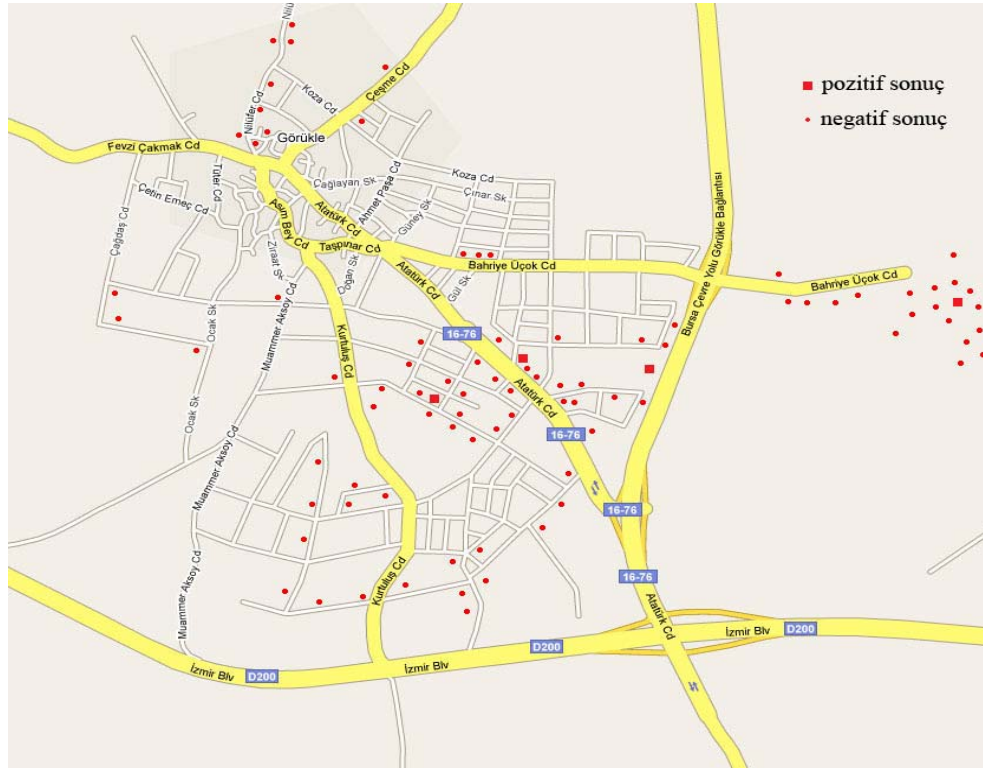 Nilüfer Cd
pozitif sonuç
negatif sonuç
Çeşme Cd
Koza Cd
Nilüfer Cd
Görükle
Fevzi Çakmak Cd
Tüter Cd
Çağlayan Sk
Ahmet Paşa Cd
Koza Cd
Çınar Sk
Çetin Emeç Cd
Asım Bey Cd
Atatürk Cd
Güney Sk
Çağdaş Cd
Ziraat Sk
Taşpınar Cd
Doğan Sk
Atatürk Cd
Gül Sk
Bahriye Üçok Cd
Bursa Çevre Yolu Görükle Bağlantısı
Bahriye Üçok Cd
Ocak Sk
Muammer Aksoy Cd
Kurtuluş Cd
16-76
Atatürk Cd
Ocak Sk
16-76
Muammer Aksoy Cd
16-76
16-76
Muammer Aksoy Cd
Kurtuluş Cd
Atatürk Cd
İzmir Blv
D200
İzmir Blv
D200
İzmir Blv
D200